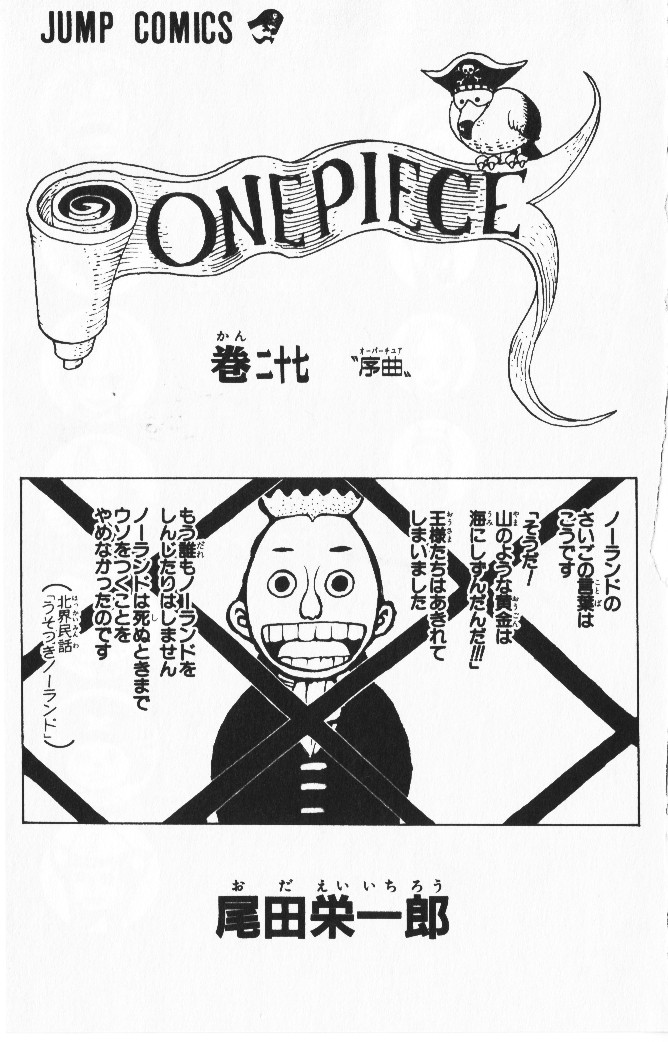 JUMP COMICS
ONE PIECE
巻二十七 〝序曲〟
ノーランドの
さいごの言葉は
こうです
「そうだ!
山のような黄金は
海にしずんだんだ!!!」
王様たちはあきれて
しまいました
もう誰もノーランドを
しんじたりはしません
ノーランドは死ぬときまで
ウソをつくことを
やめなかったのです
(北界民話
「うそつきノーランド」)
尾田栄一郎